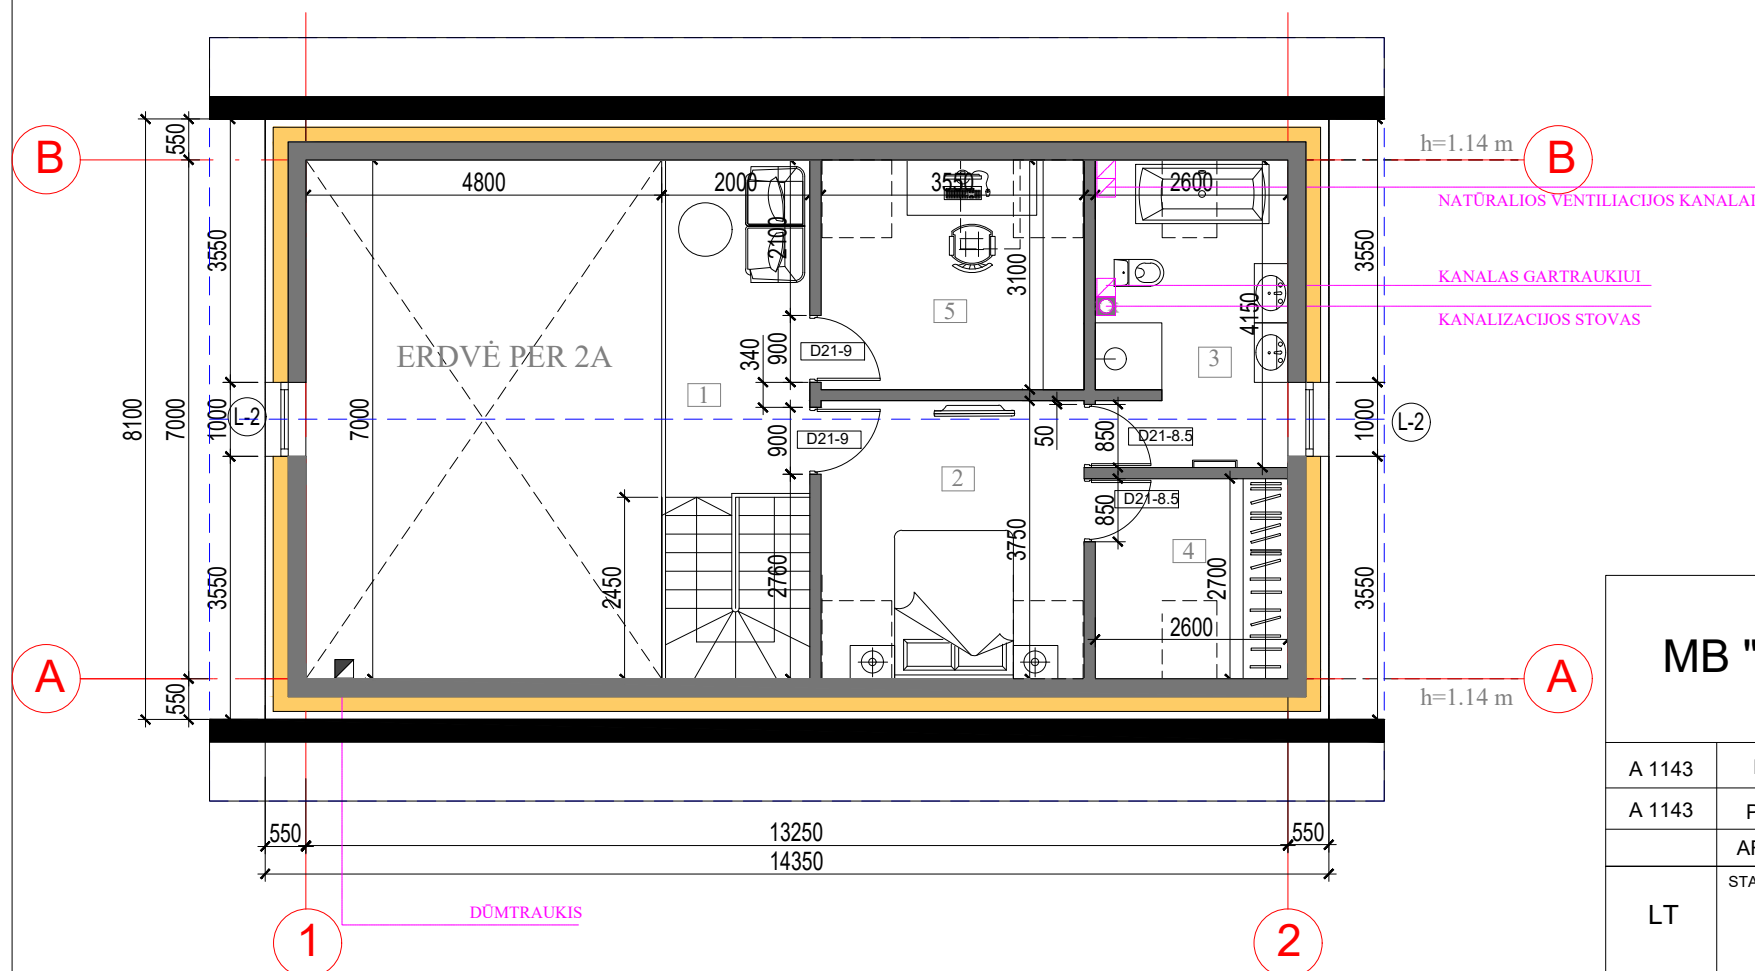 B
B
h=1.14 m
NATŪRALIOS VENTILIACIJOS KANALAI
KANALAS GARTRAUKIUI
KANALIZACIJOS STOVAS
550
8100
7000
3550
1000
3550
550
4800
2000
3550
2600
2100
3100
4150
5
3
ERDVĖ PER 2A
340
900
D21-9
1
L-2
7000
900
D21-9
50
850
D21-8.5
L-2
3550
1000
3550
2
D21-8.5
850
4
2450
2760
3750
2700
2600
A
A
h=1.14 m
550
13250
550
14350
DŪMTRAUKIS
1
2
MB "
A 1143
A 1143
LT